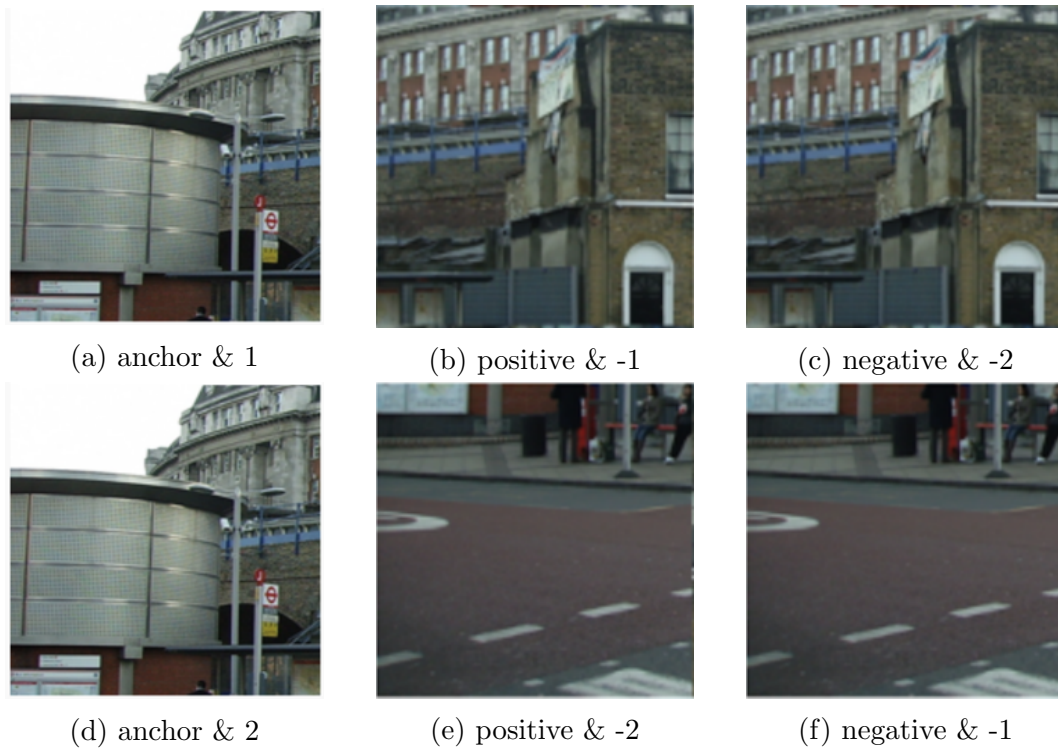 (a) anchor & 1
(b) positive & -1
(c) negative & -2
J
J
(d) anchor & 2
(e) positive & -2
(f) negative & -1